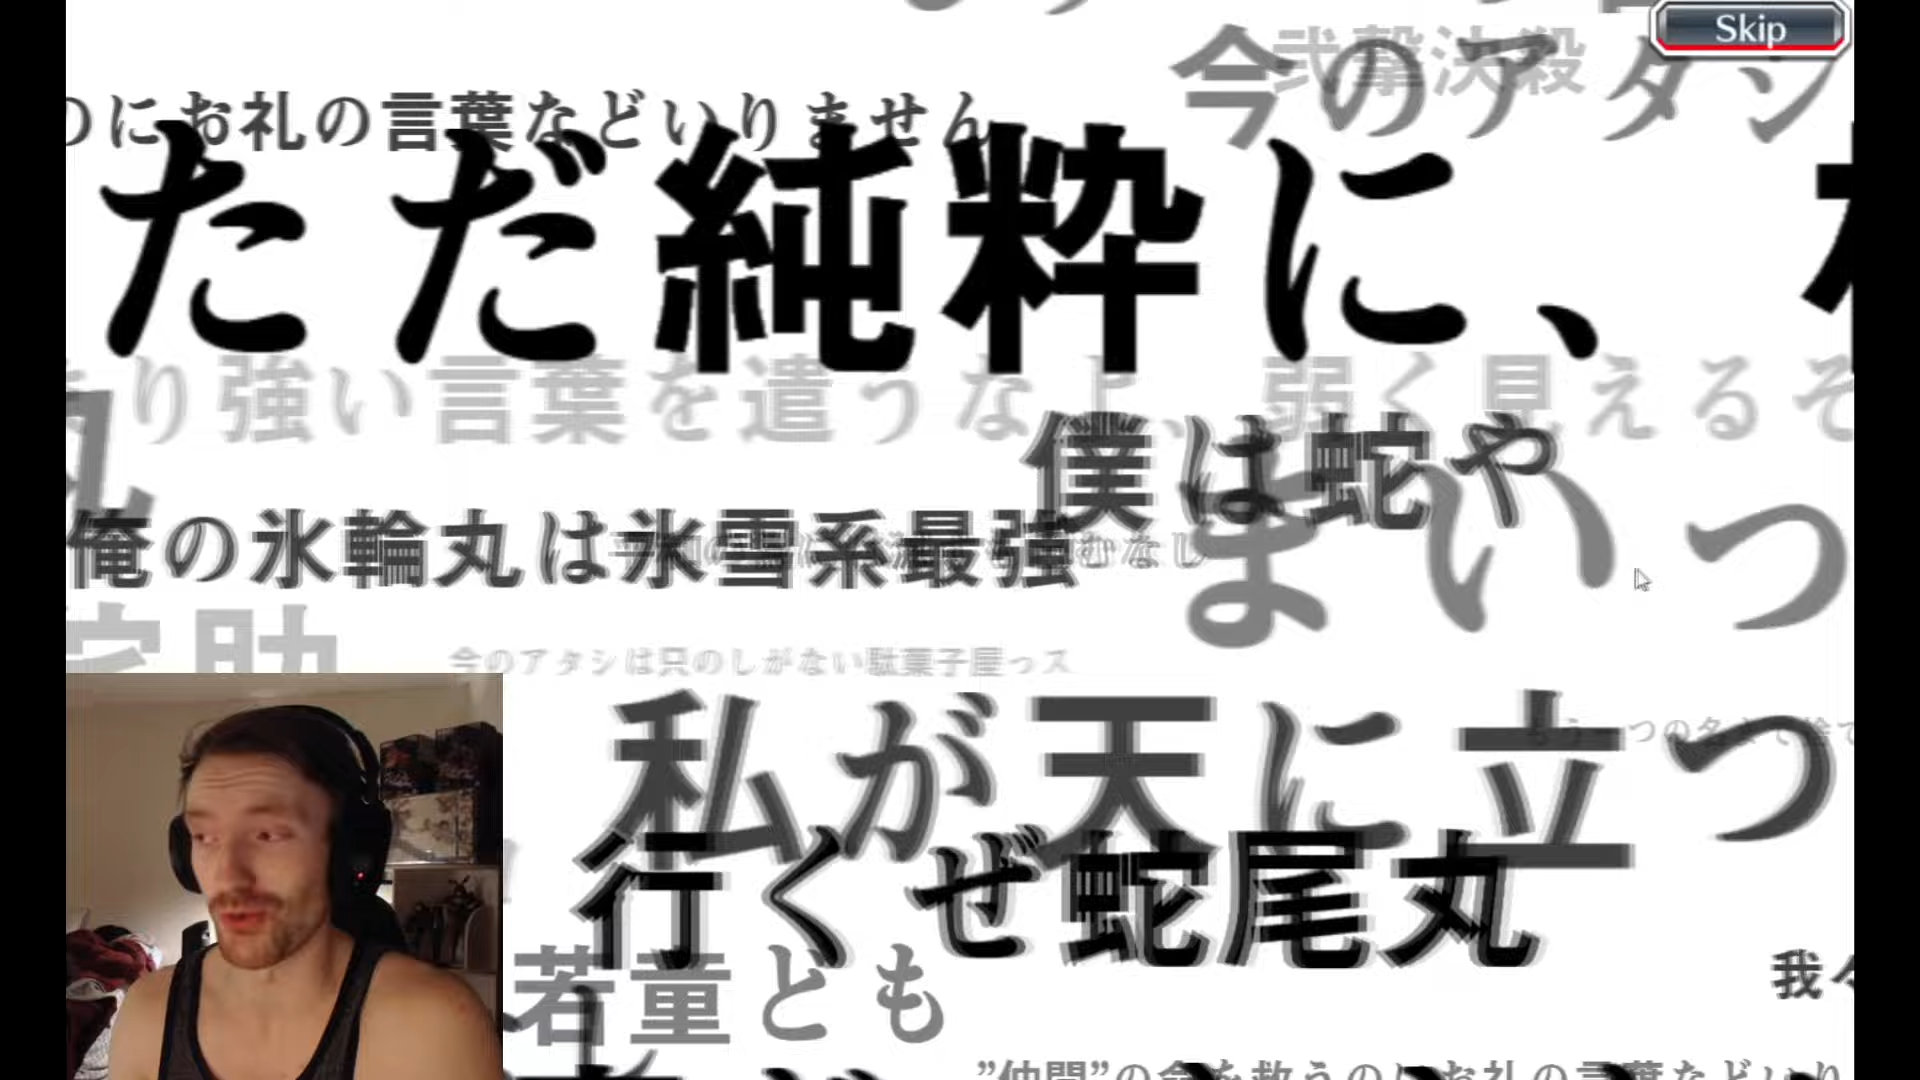 Skip
弐撃決殺
今のアタシ
のにお礼の言葉などいりません
ただ純粋に、
り強い言葉を遣うなよ、弱く見えるぞ
僕は蛇や
まいっ
俺の氷輪丸は氷雪系最強
今のアタシは只のしがない駄菓子屋っス
私が天に立つ
行くぜ蛇尾丸
若童ども
我々
”仲間”の命を救うのにお礼の言葉などいり